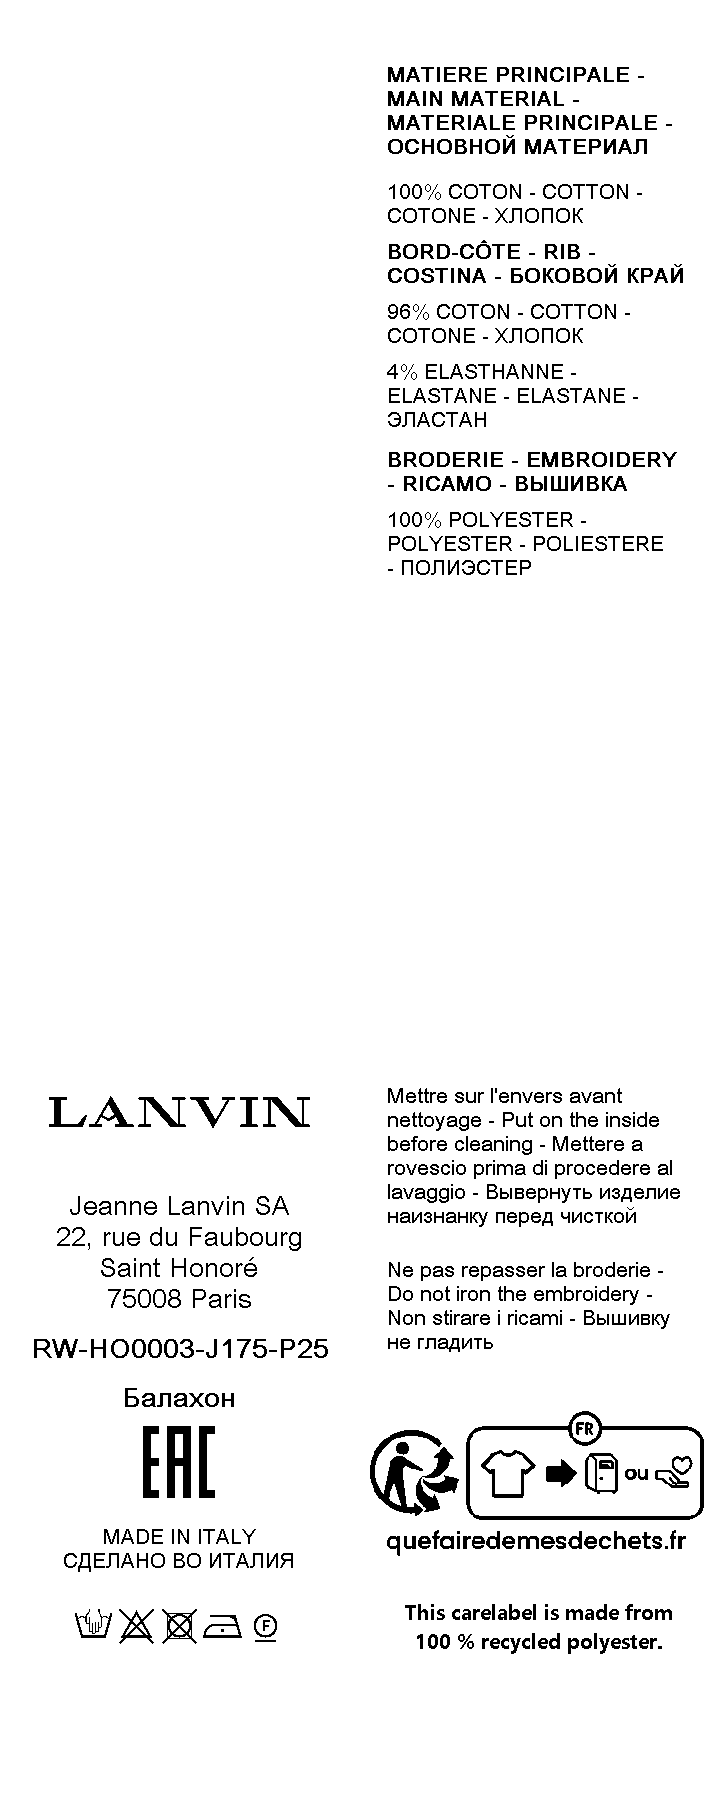 MATIERE PRINCIPALE -
MAIN MATERIAL -
MATERIALE PRINCIPALE -
ОСНОВНОЙ МАТЕРИАЛ
100% COTON - COTTON -
COTONE - ХЛОПОК
BORD-CÔTE - RIB -
COSTINA - БОКОВОЙ КРАЙ
96% COTON - COTTON -
COTONE - ХЛОПОК
4% ELASTHANNE -
ELASTANE - ELASTANE -
ЭЛАСТАН
BRODERIE - EMBROIDERY
- RICAMO - ВЫШИВКА
100% POLYESTER -
POLYESTER - POLIESTERE
- ПОЛИЭСТЕР
LANVIN
Jeanne Lanvin SA
22, rue du Faubourg
Saint Honoré
75008 Paris
RW-HO0003-J175-P25
Балахон
EAC
MADE IN ITALY
СДЕЛАНО ВО ИТАЛИЯ
F
Mettre sur l'envers avant
nettoyage - Put on the inside
before cleaning - Mettere a
rovescio prima di procedere al
lavaggio - Вывернуть изделие
наизнанку перед чисткой
Ne pas repasser la broderie -
Do not iron the embroidery -
Non stirare i ricami - Вышивку
не гладить
FR
ou
quefairedemesdechets.fr
This carelabel is made from
100 % recycled polyester.